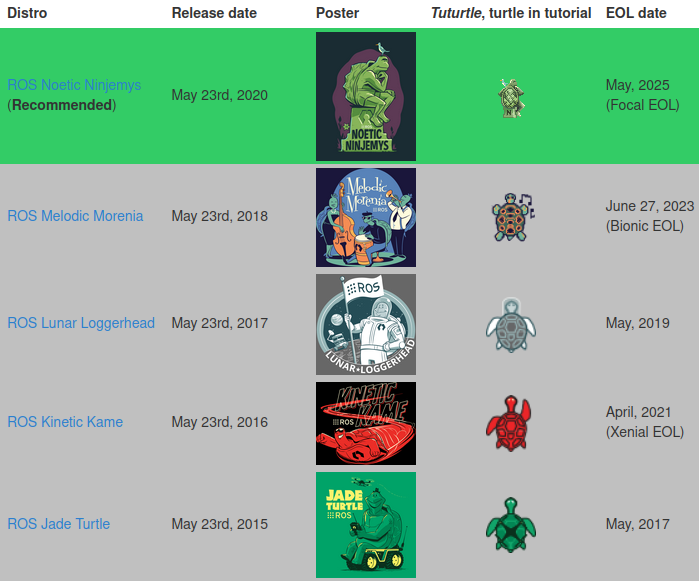 Distro Release date Poster Tuturtle, turtle in tutorial EOL date
ROS Noetic Ninjemys
(Recommended)
May 23rd, 2020
NOETIC
NINJEMYS
May, 2025
(Focal EOL)
ROS Melodic Morenia
May 23rd, 2018
Melodic
Morenia
ROS
June 27, 2023
(Bionic EOL)
ROS Lunar Loggerhead
May 23rd, 2017
ROS
LUNAR•LOGGERHEAD
May, 2019
ROS Kinetic Kame
May 23rd, 2016
KINETIC
KAME
ROS
April, 2021
(Xenial EOL)
ROS Jade Turtle
May 23rd, 2015
JADE
TURTLE
ROS
May, 2017